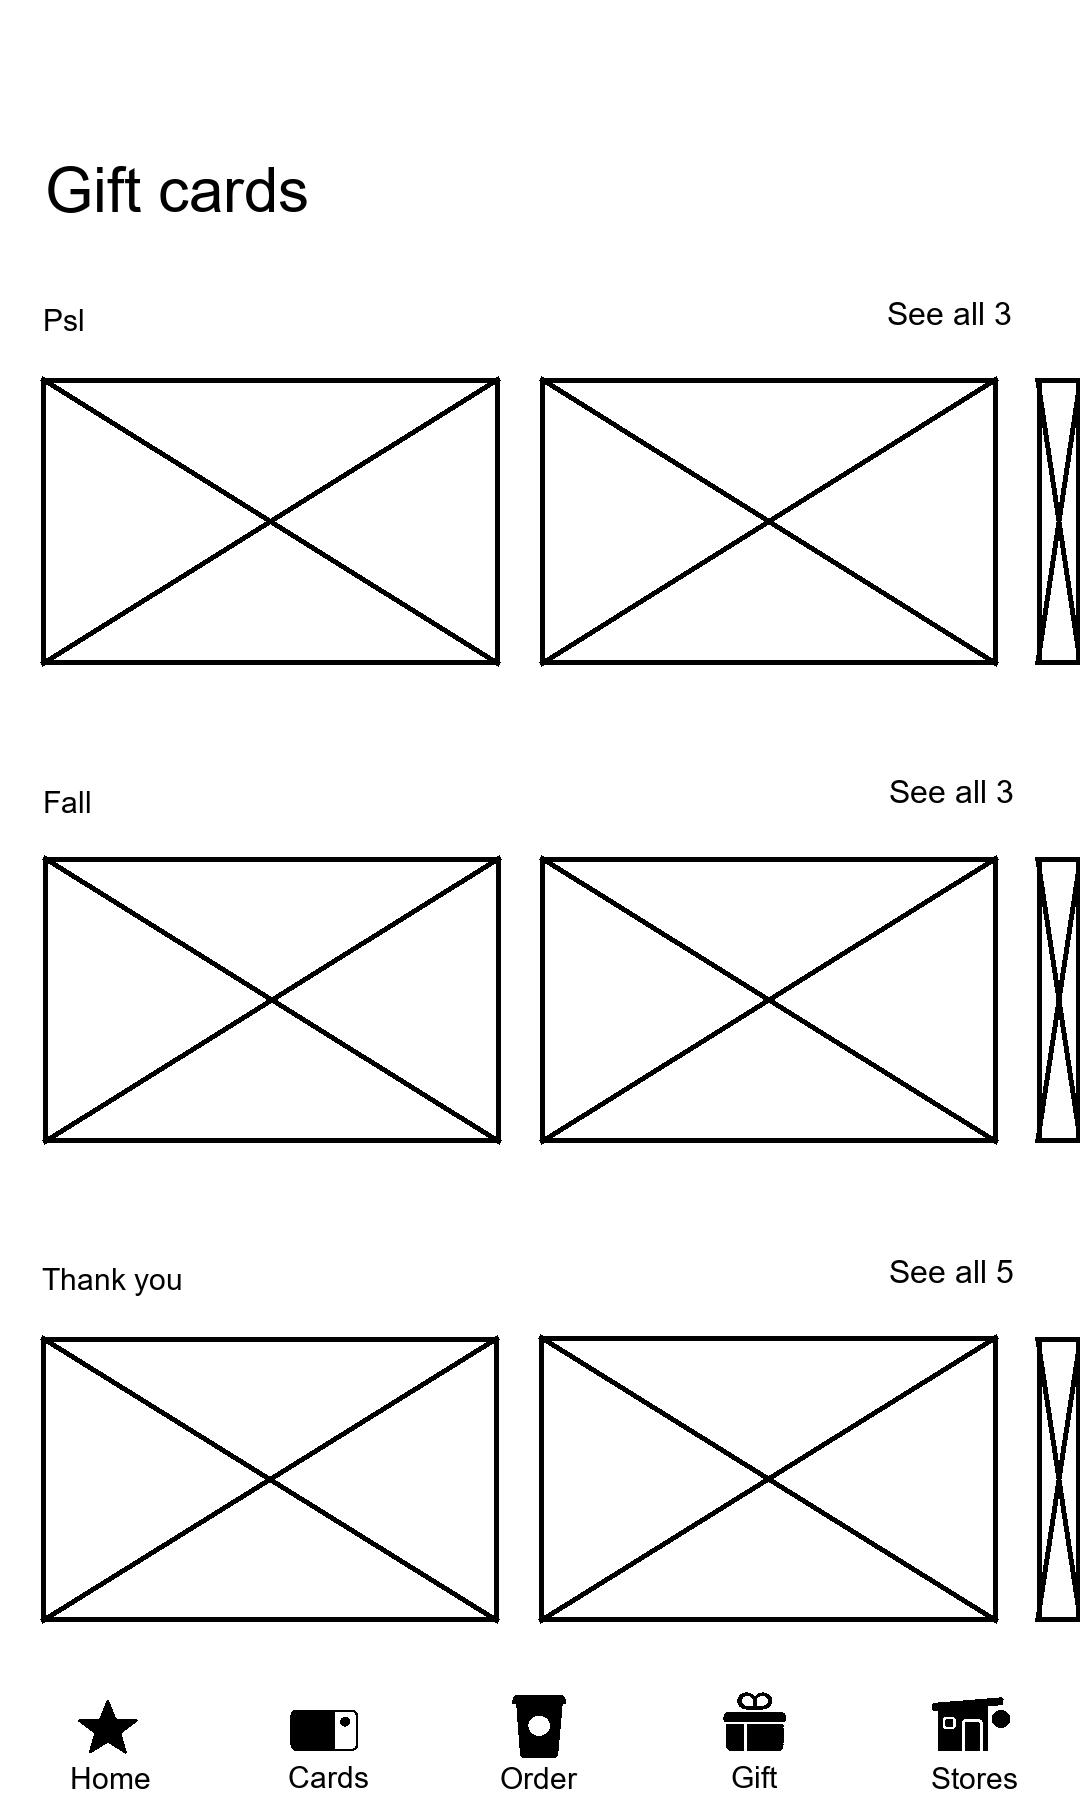 Gift cards
Psl
See all 3
Fall
See all 3
Thank you
See all 5
Home
Cards
Order
Gift
Stores